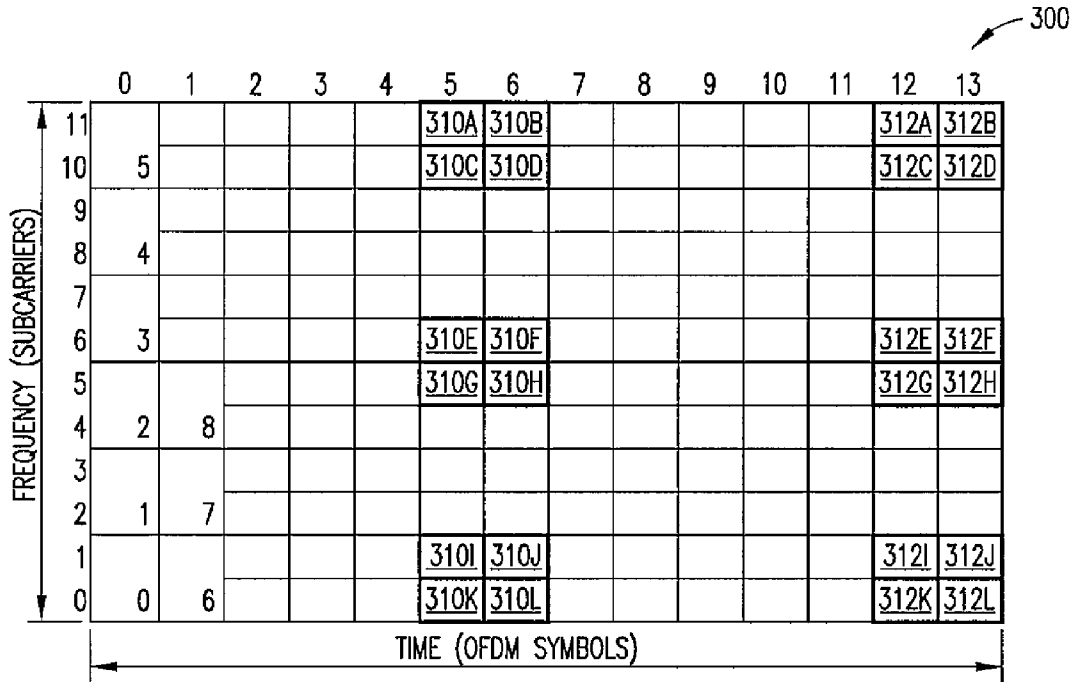 300
0 1 2 3 4 5 6 7 8 9 10 11 12 13
11 310A 310B 312A 312B
10 5 310C 310D 312C 312D
9
8 4
7
6 3 310E 310F 312E 312F
5 310G 310H 312G 312H
4 2 8
3
2 1 7
1 310I 310J 312I 312J
0 0 6 310K 310L 312K 312L
FREQUENCY (SUBCARRIERS)
TIME (OFDM SYMBOLS)